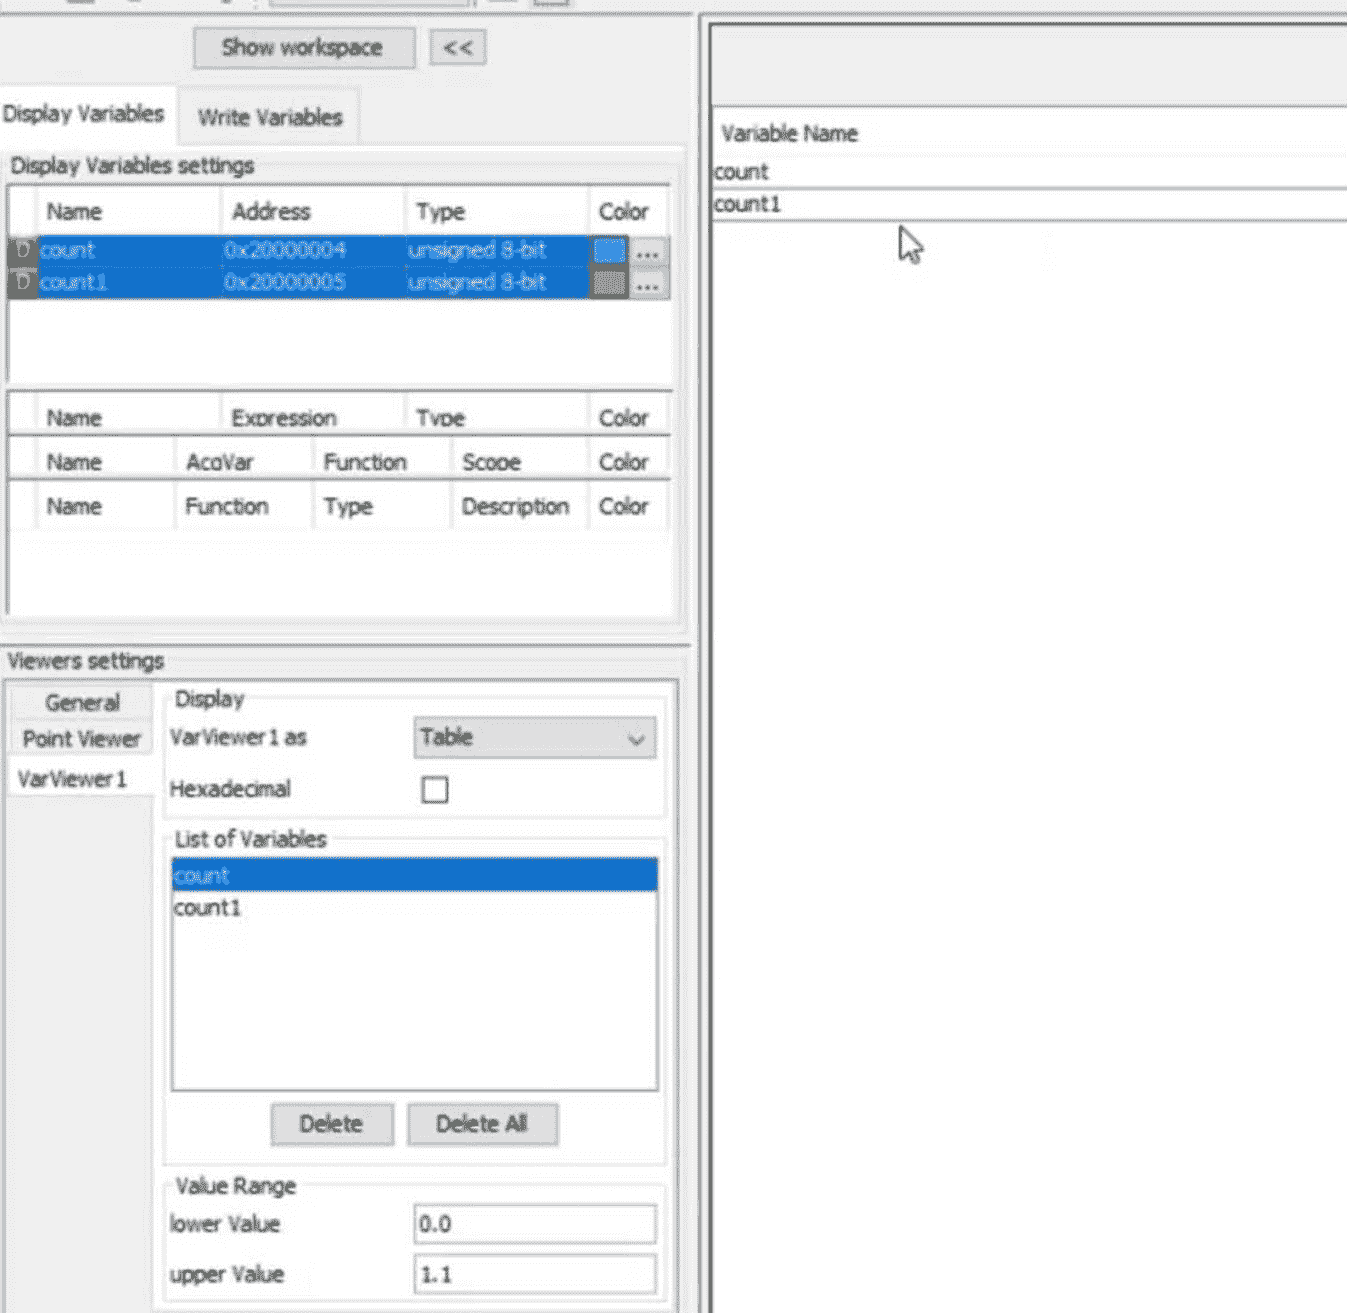 Show workspace <<
Display Variables Write Variables
Display Variables settings
Name Address Type Color
D count 0x20000004 unsigned 8-bit ...
D count1 0x20000005 unsigned 8-bit ...
Name Expression Type Color
Name AcqVar Function Scope Color
Name Function Type Description Color
Viewers settings
General
Point Viewer
VarViewer1
Display
VarViewer1 as Table
Hexadecimal
List of Variables
count
count1
Delete Delete All
Value Range
lower Value 0.0
upper Value 1.1
Variable Name
count
count1